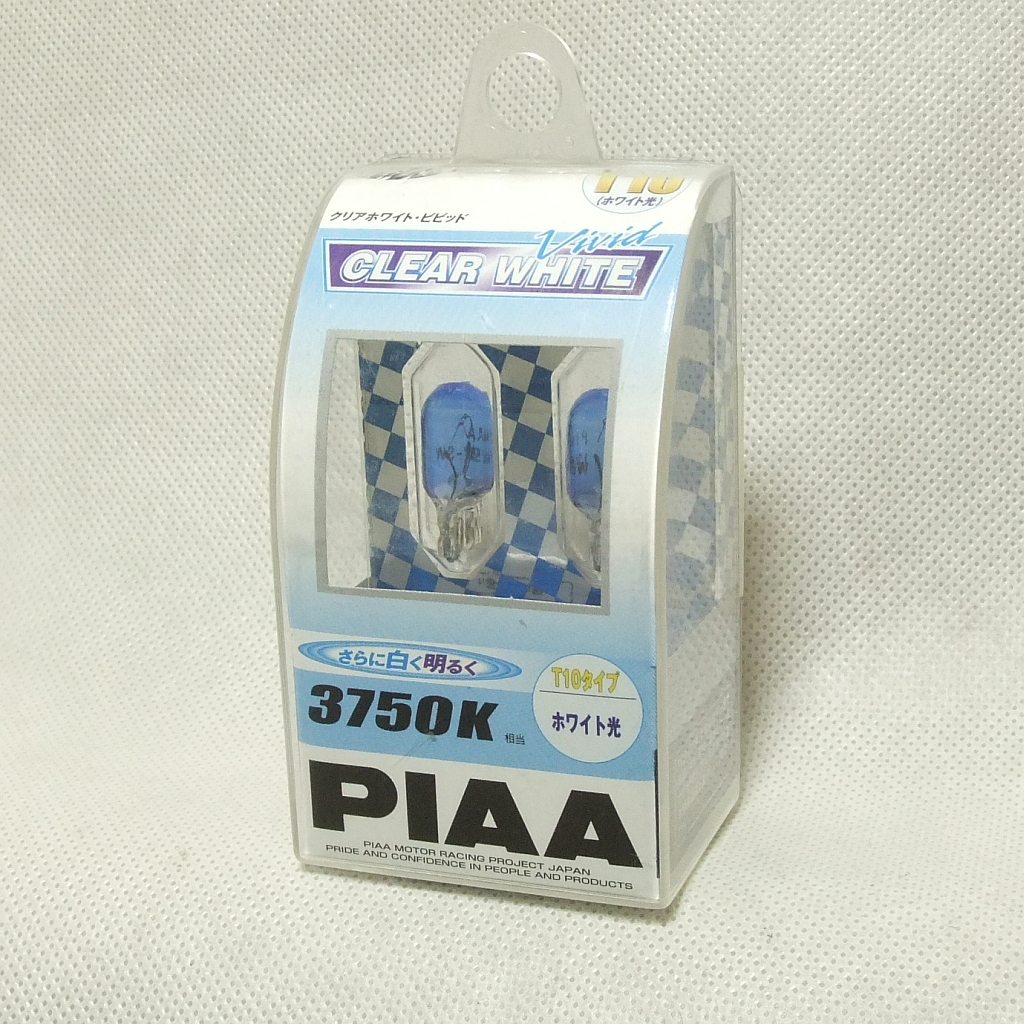 T10
(ホワイト光)
クリアホワイト・ビビッド
Vivid
CLEAR WHITE
さらに白く明るく
T10タイプ
ホワイト光
3750K 相当
PIAA
PIAA MOTOR RACING PROJECT JAPAN
PRIDE AND CONFIDENCE IN PEOPLE AND PRODUCTS